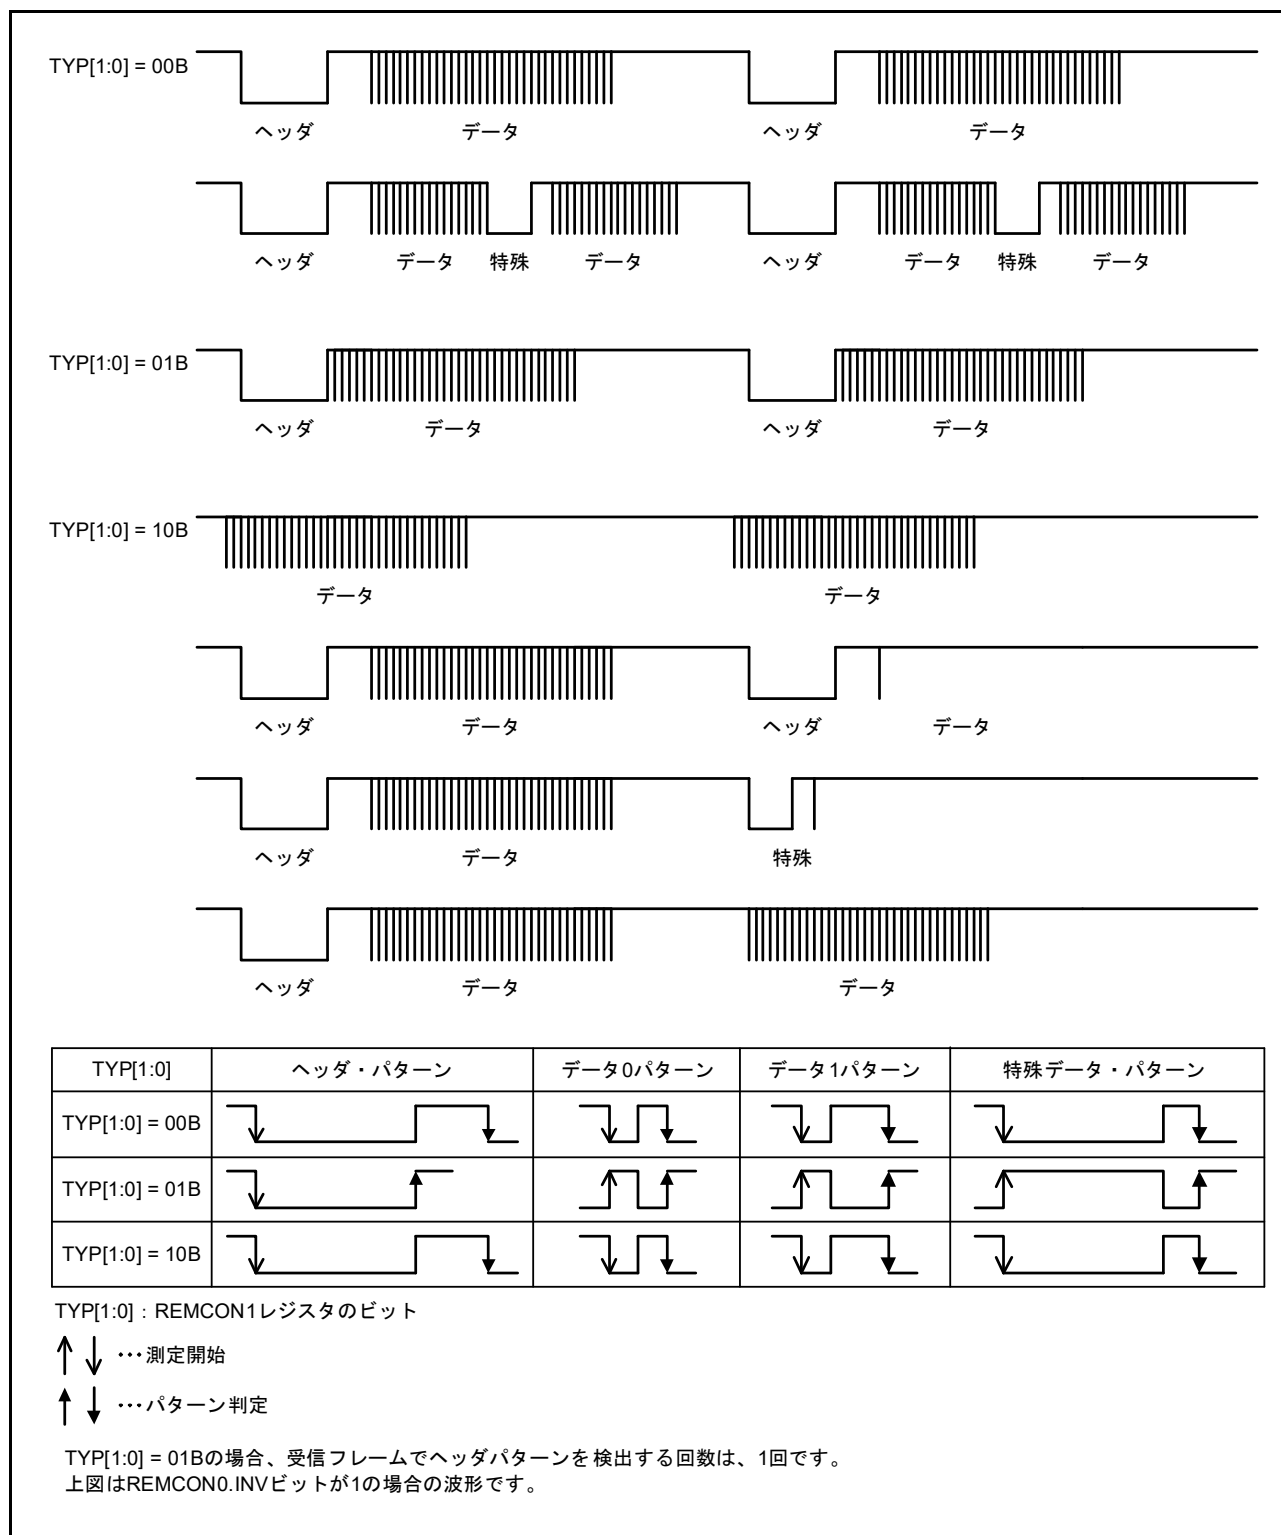 TYP[1:0] = 00B
ヘッダ データ ヘッダ データ
ヘッダ データ 特殊 データ ヘッダ データ 特殊 データ
TYP[1:0] = 01B
ヘッダ データ ヘッダ データ
TYP[1:0] = 10B
データ データ
ヘッダ データ ヘッダ データ
ヘッダ データ 特殊
ヘッダ データ データ
TYP[1:0] ヘッダ・パターン データ0パターン データ1パターン 特殊データ・パターン
TYP[1:0] = 00B
TYP[1:0] = 01B
TYP[1:0] = 10B
TYP[1:0]：REMCON1レジスタのビット
…測定開始
…パターン判定
TYP[1:0] = 01Bの場合、受信フレームでヘッダパターンを検出する回数は、1回です。
上図はREMCON0.INVビットが1の場合の波形です。